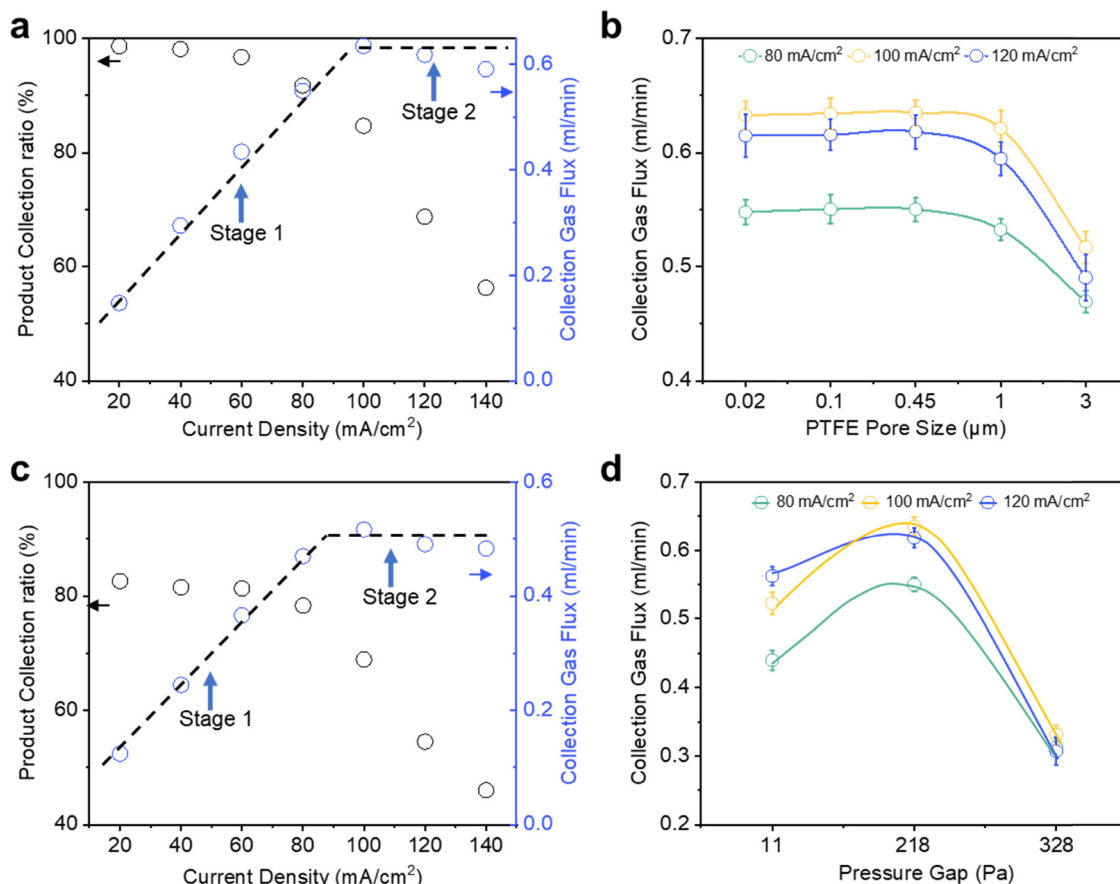 a
100
80
60
40
20 40 60 80 100 120 140
0.6
0.4
0.2
0.0
Product Collection ratio (%)
Collection Gas Flux (ml/min)
Current Density (mA/cm²)
Stage 1
Stage 2
b
0.7
0.6
0.5
0.4
0.02 0.1 0.45 1 3
80 mA/cm² 100 mA/cm² 120 mA/cm²
Collection Gas Flux (ml/min)
PTFE Pore Size (µm)
c
100
80
60
40
20 40 60 80 100 120 140
0.6
0.4
0.2
0.0
Product Collection ratio (%)
Collection Gas Flux (ml/min)
Current Density (mA/cm²)
Stage 1
Stage 2
d
0.7
0.6
0.5
0.4
0.3
0.2
11 218 328
80 mA/cm² 100 mA/cm² 120 mA/cm²
Collection Gas Flux (ml/min)
Pressure Gap (Pa)